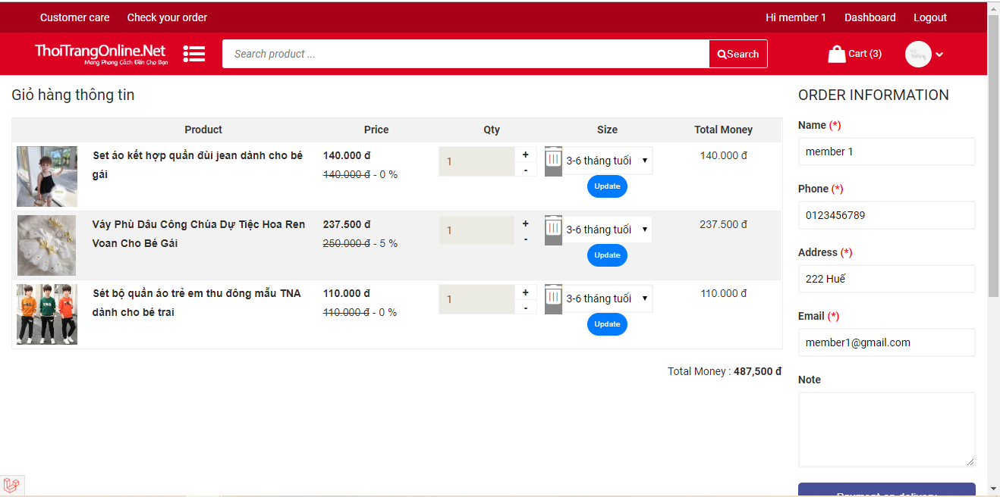 Customer care Check your order Hi member 1 Dashboard Logout
ThoiTrangOnline.Net
Mang Phong Cách Đến Cho Bạn
Search product ... Search Cart (3)
Giỏ hàng thông tin
Product Price Qty Size Total Money
Set áo kết hợp quần đùi jean dành cho bé
gái
140.000 đ
140.000 đ - 0 %
1 + -
3-6 tháng tuổi
Update
140.000 đ
Váy Phù Dâu Công Chúa Dự Tiệc Hoa Ren
Voan Cho Bé Gái
237.500 đ
250.000 đ - 5 %
1 + -
3-6 tháng tuổi
Update
237.500 đ
Sét bộ quần áo trẻ em thu đông mẫu TNA
dành cho bé trai
110.000 đ
110.000 đ - 0 %
1 + -
3-6 tháng tuổi
Update
110.000 đ
Total Money : 487,500 đ
ORDER INFORMATION
Name (*)
member 1
Phone (*)
0123456789
Address (*)
222 Huế
Email (*)
member1@gmail.com
Note
Payment on delivery